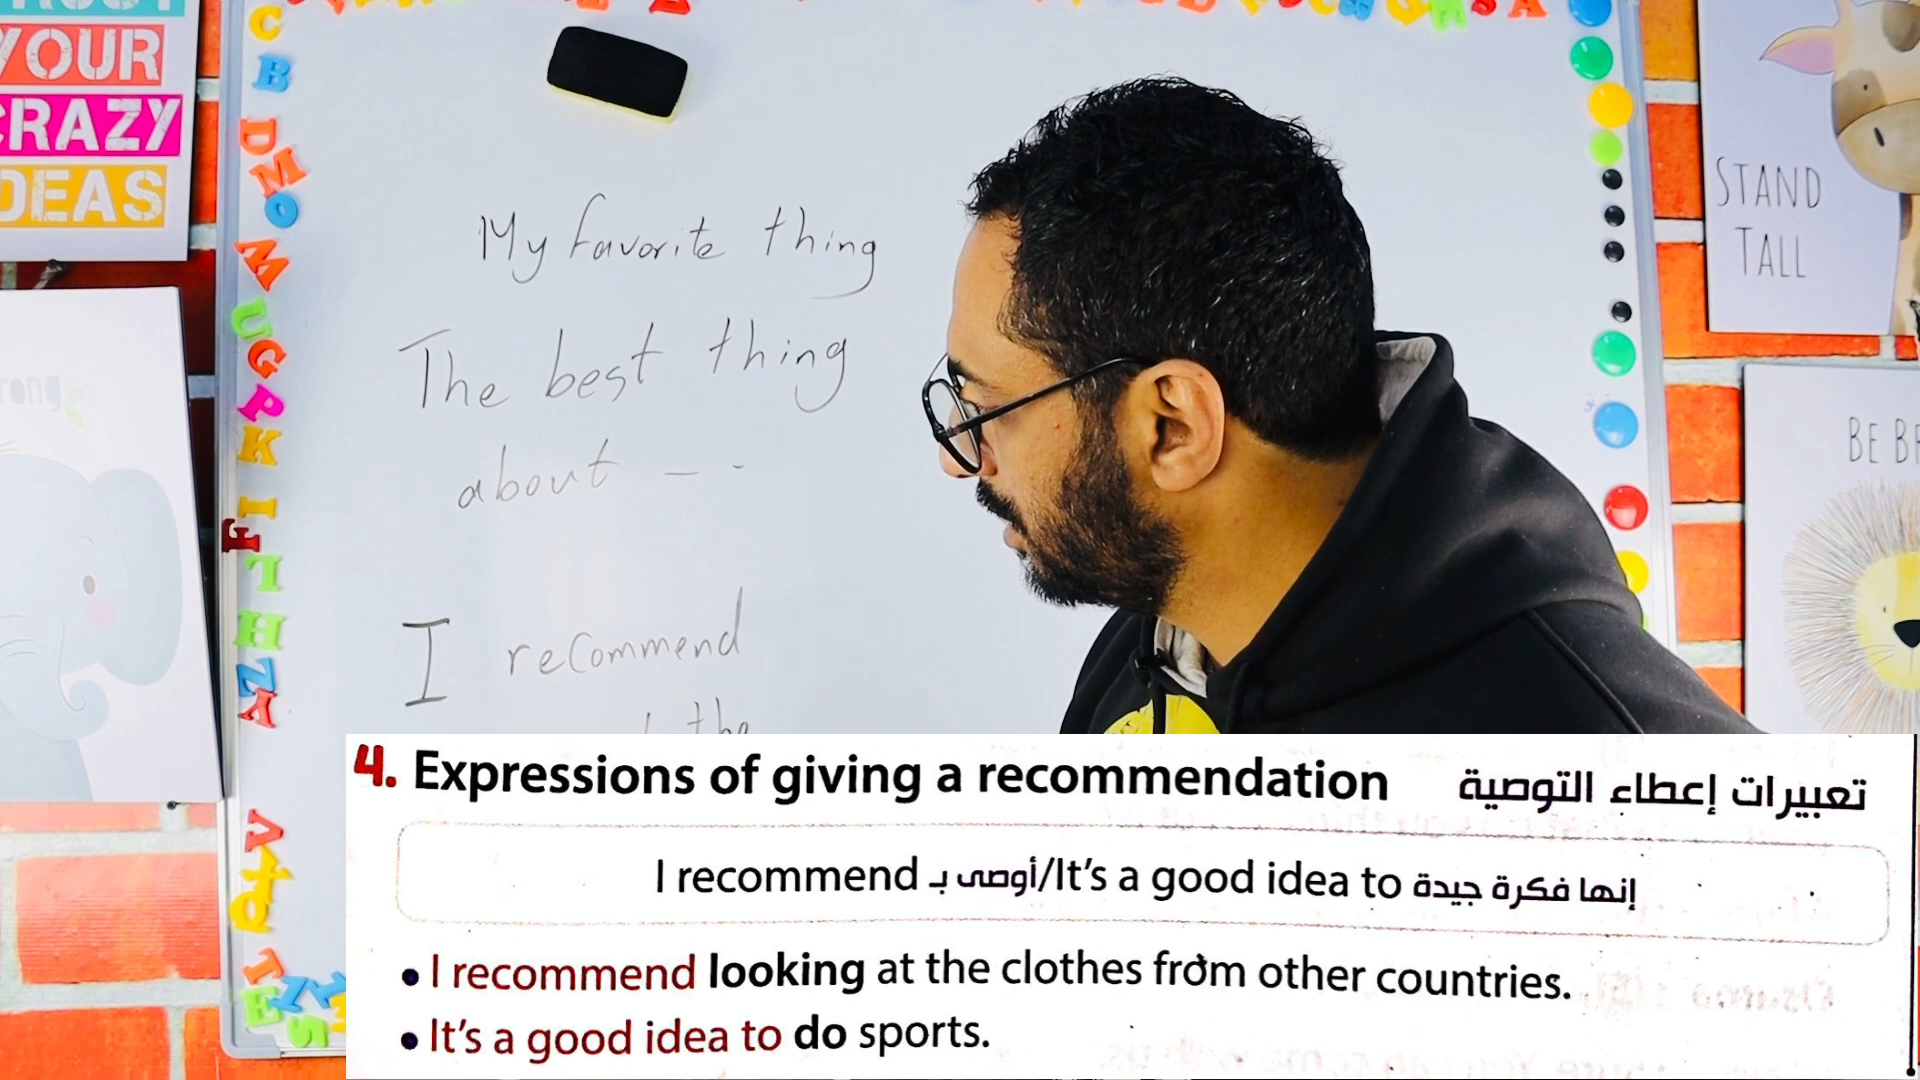 YOUR
CRAZY
IDEAS
STAND
TALL
My favorite thing
The best thing
about - -
I recommend
the
BE
4. Expressions of giving a recommendation تعبيرات إعطاء التوصية
I recommend أوصى بـ/It's a good idea to إنها فكرة جيدة
• I recommend looking at the clothes from other countries.
• It's a good idea to do sports.